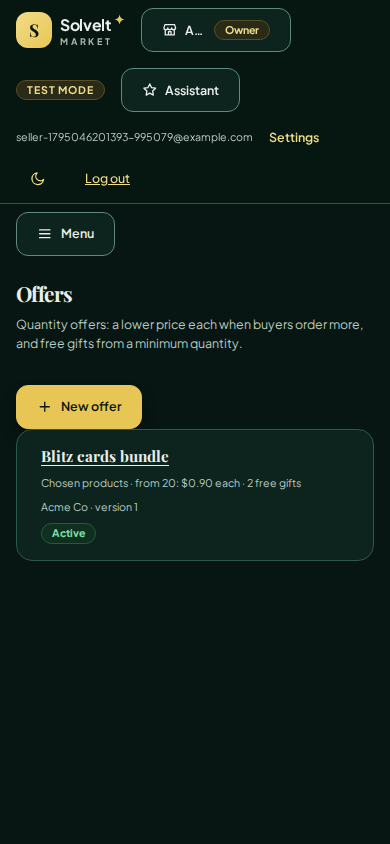 S SolveIt MARKET A... Owner
TEST MODE Assistant
seller-1795046201393-995079@example.com Settings
Log out
Menu
Offers
Quantity offers: a lower price each when buyers order more,
and free gifts from a minimum quantity.
+ New offer
Blitz cards bundle
Chosen products · from 20: $0.90 each · 2 free gifts
Acme Co · version 1
Active